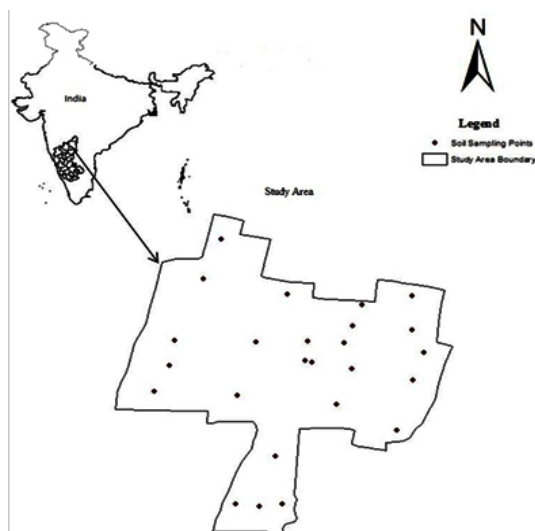 N
India
Legend
Soil Sampling Points
Study Area Boundary
Study Area